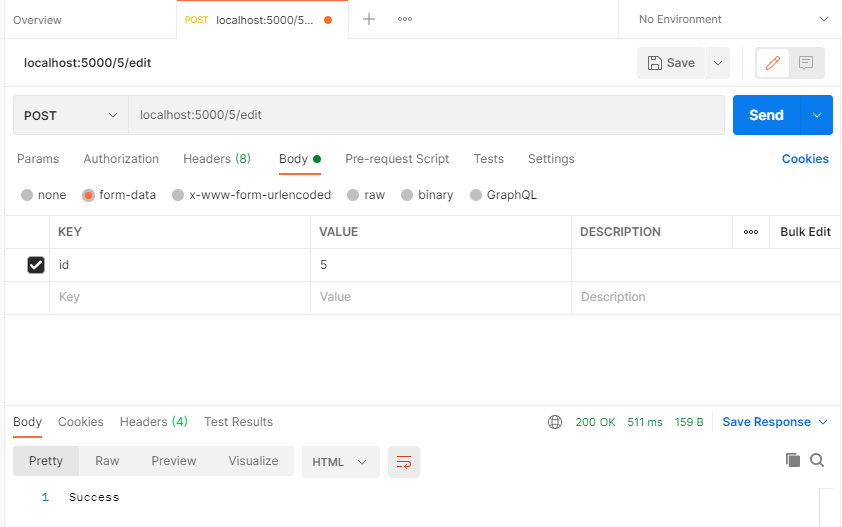 Overview POST localhost:5000/5... No Environment
localhost:5000/5/edit Save
POST localhost:5000/5/edit Send
Params Authorization Headers (8) Body Pre-request Script Tests Settings Cookies
none form-data x-www-form-urlencoded raw binary GraphQL
KEY VALUE DESCRIPTION Bulk Edit
id 5
Key Value Description
Body Cookies Headers (4) Test Results 200 OK 511 ms 159 B Save Response
Pretty Raw Preview Visualize HTML
1 Success